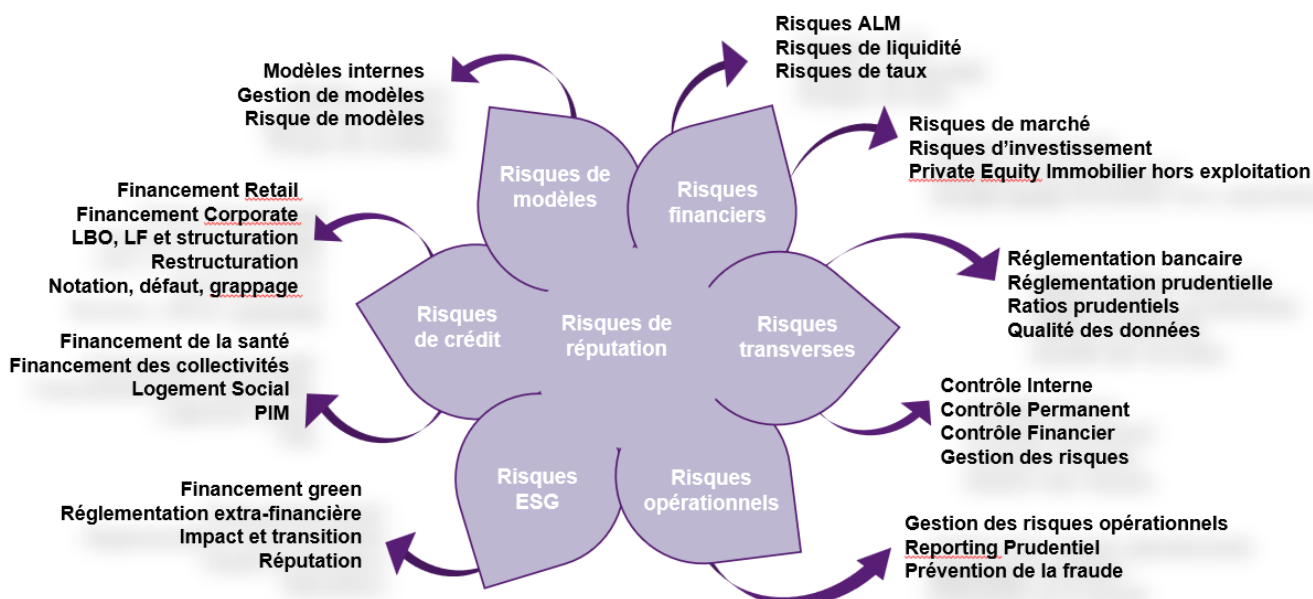 Risques ALM
Risques de liquidité
Risques de taux
Modèles internes
Gestion de modèles
Risque de modèles
Risques de marché
Risques d'investissement
Private Equity Immobilier hors exploitation
Risques de
modèles
Risques
financiers
Financement Retail
Financement Corporate
LBO, LF et structuration
Restructuration
Notation, défaut, grappage
Réglementation bancaire
Réglementation prudentielle
Ratios prudentiels
Qualité des données
Risques
de crédit
Risques de
réputation
Risques
transverses
Financement de la santé
Financement des collectivités
Logement Social
PIM
Contrôle Interne
Contrôle Permanent
Contrôle Financier
Gestion des risques
Risques
ESG
Risques
opérationnels
Financement green
Réglementation extra-financière
Impact et transition
Réputation
Gestion des risques opérationnels
Reporting Prudentiel
Prévention de la fraude